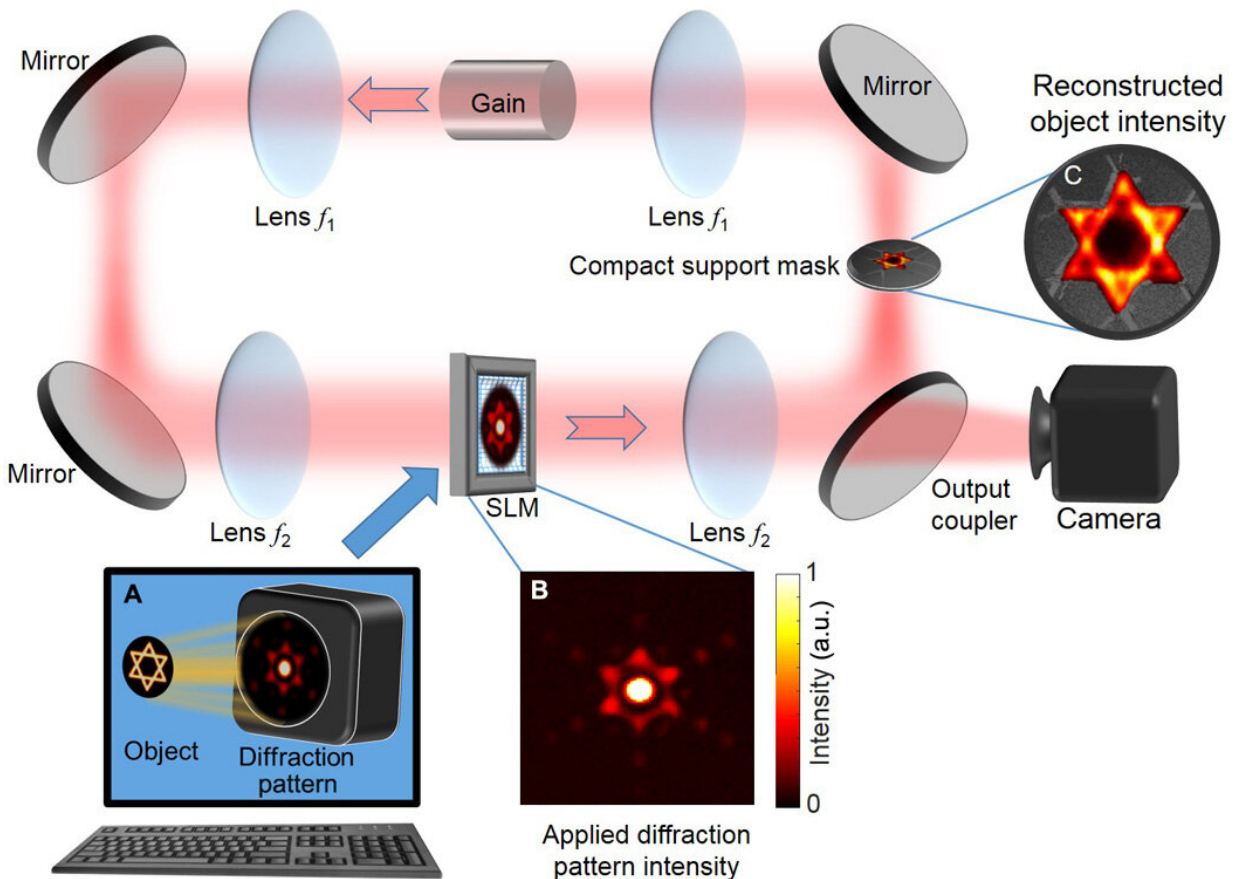 Mirror
Lens f1
Gain
Lens f1
Mirror
Reconstructed
object intensity
C
Compact support mask
Mirror
Lens f2
SLM
Lens f2
Output
coupler
Camera
A
Object
Diffraction
pattern
B
1
Intensity (a.u.)
0
Applied diffraction
pattern intensity